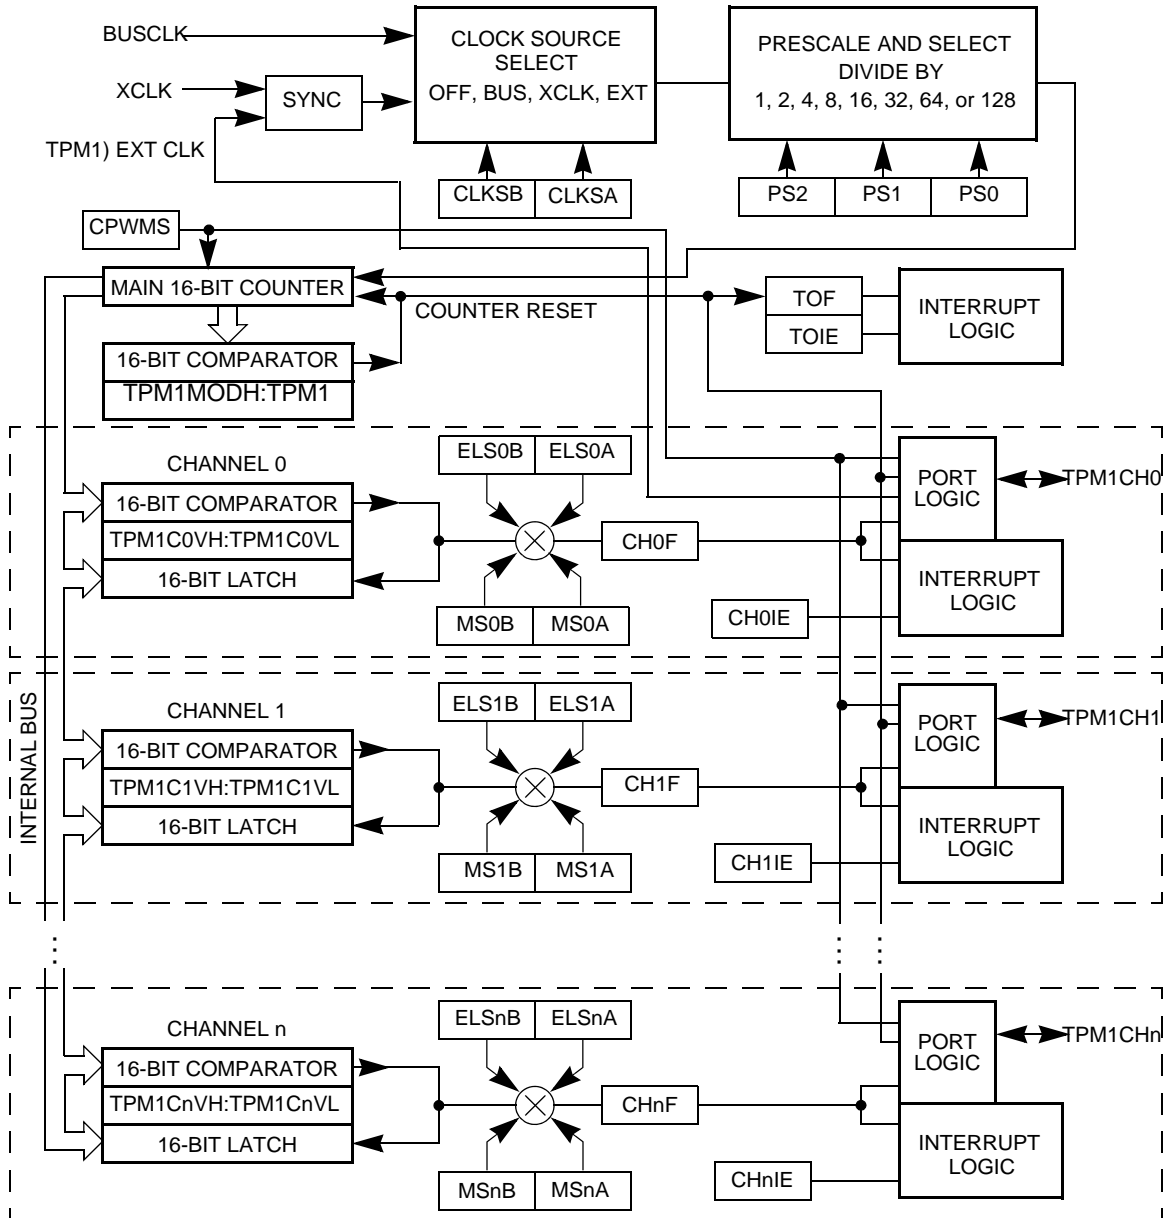 BUSCLK
CLOCK SOURCE
SELECT
OFF, BUS, XCLK, EXT
PRESCALE AND SELECT
DIVIDE BY
1, 2, 4, 8, 16, 32, 64, or 128
XCLK
SYNC
TPM1) EXT CLK
CLKSB
CLKSA
PS2
PS1
PS0
CPWMS
MAIN 16-BIT COUNTER
COUNTER RESET
TOF
TOIE
INTERRUPT
LOGIC
16-BIT COMPARATOR
TPM1MODH:TPM1
CHANNEL 0
ELS0B
ELS0A
PORT
LOGIC
TPM1CH0
16-BIT COMPARATOR
TPM1C0VH:TPM1C0VL
16-BIT LATCH
CH0F
INTERRUPT
LOGIC
MS0B
MS0A
CH0IE
INTERNAL BUS
CHANNEL 1
ELS1B
ELS1A
PORT
LOGIC
TPM1CH1
16-BIT COMPARATOR
TPM1C1VH:TPM1C1VL
16-BIT LATCH
CH1F
INTERRUPT
LOGIC
MS1B
MS1A
CH1IE
...
... ...
CHANNEL n
ELSnB
ELSnA
PORT
LOGIC
TPM1CHn
16-BIT COMPARATOR
TPM1CnVH:TPM1CnVL
16-BIT LATCH
CHnF
INTERRUPT
LOGIC
MSnB
MSnA
CHnIE